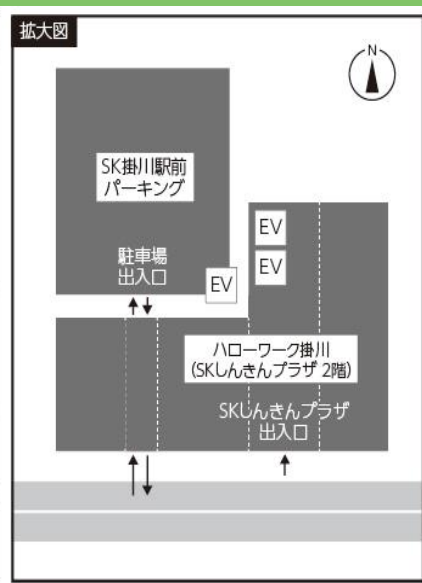 拡大図
N
SK掛川駅前
パーキング
駐車場
出入口
EV
EV
EV
ハローワーク掛川
(SKしんきんプラザ 2階)
SKしんきんプラザ
出入口